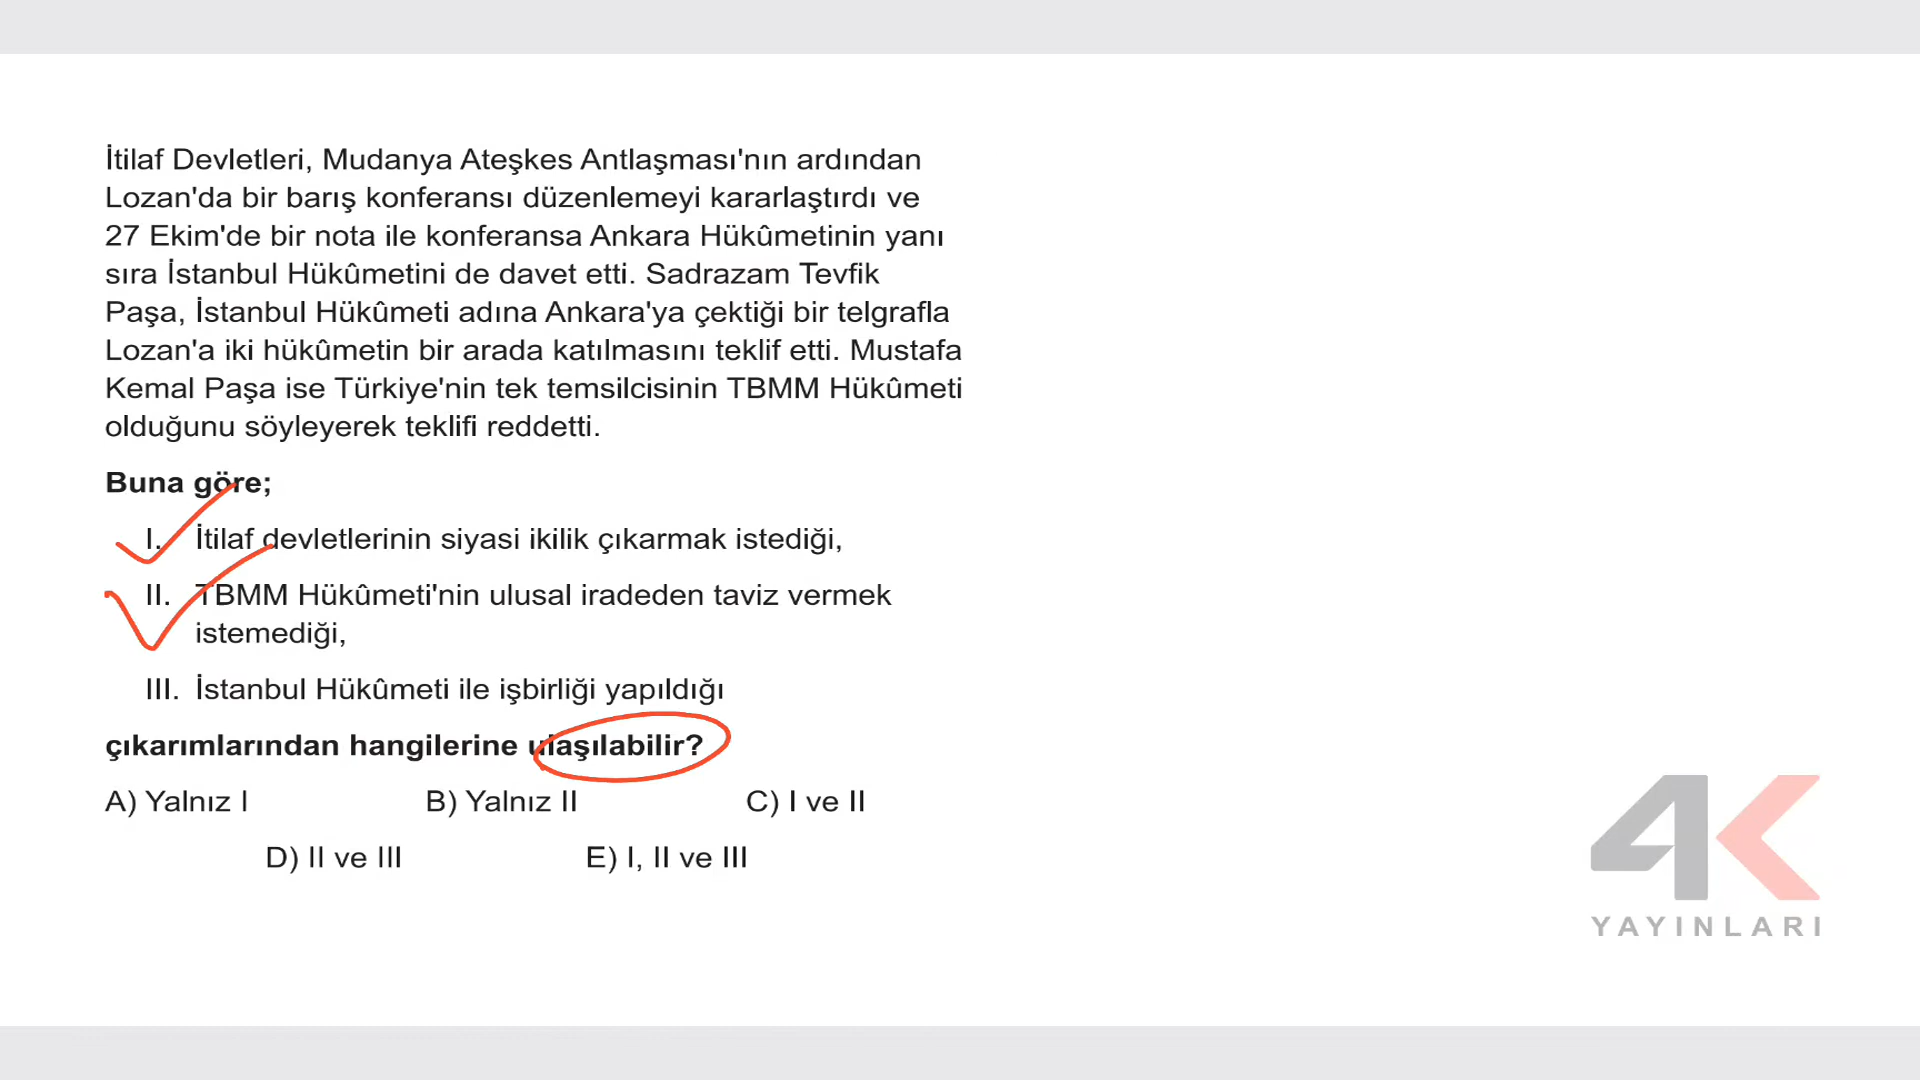 İtilaf Devletleri, Mudanya Ateşkes Antlaşması'nın ardından
Lozan'da bir barış konferansı düzenlemeyi kararlaştırdı ve
27 Ekim'de bir nota ile konferansa Ankara Hükûmetinin yanı
sıra İstanbul Hükûmetini de davet etti. Sadrazam Tevfik
Paşa, İstanbul Hükûmeti adına Ankara'ya çektiği bir telgrafla
Lozan'a iki hükûmetin bir arada katılmasını teklif etti. Mustafa
Kemal Paşa ise Türkiye'nin tek temsilcisinin TBMM Hükûmeti
olduğunu söyleyerek teklifi reddetti.
Buna göre;
I. İtilaf devletlerinin siyasi ikilik çıkarmak istediği,
II. TBMM Hükûmeti'nin ulusal iradeden taviz vermek
istemediği,
III. İstanbul Hükûmeti ile işbirliği yapıldığı
çıkarımlarından hangilerine ulaşılabilir?
A) Yalnız I B) Yalnız II C) I ve II
D) II ve III E) I, II ve III
4K
YAYINLARI